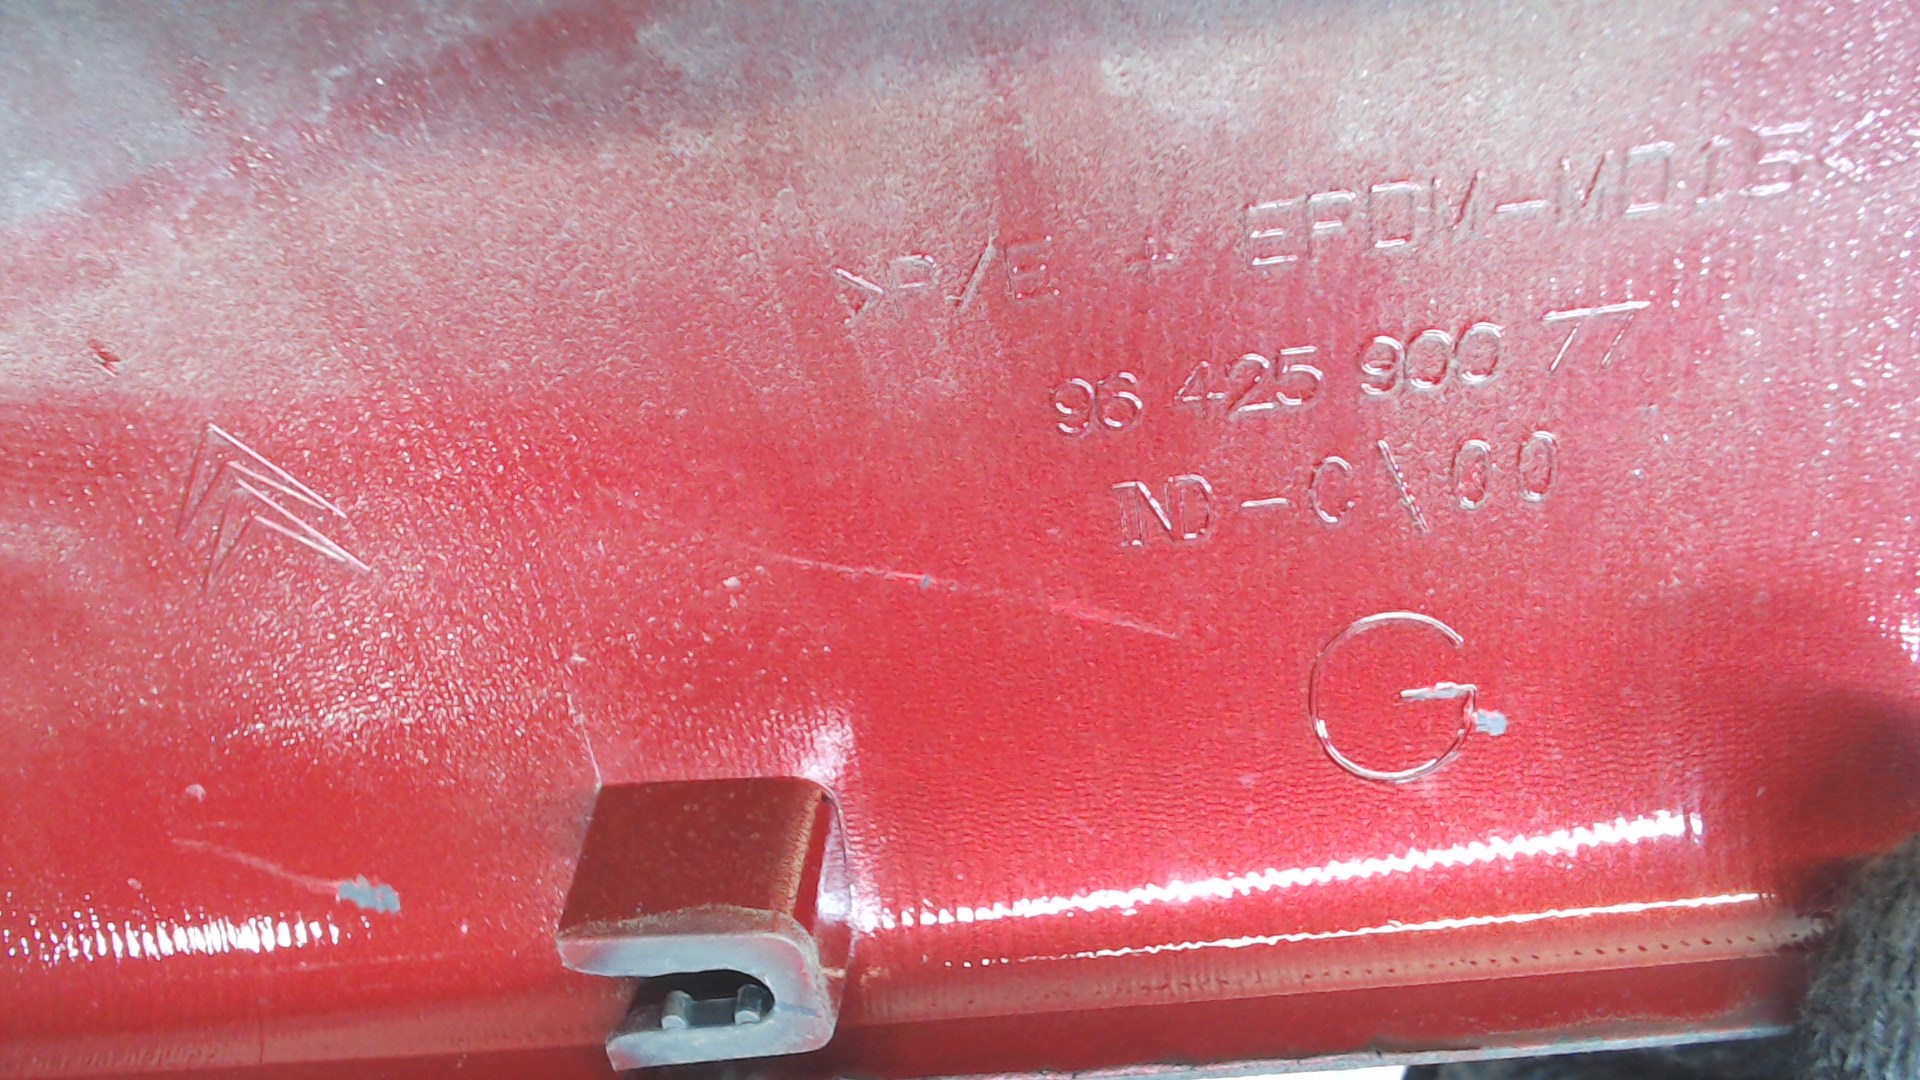 >P/E + EPDM-MD15<
96 425 900 77
IND-C\00
G